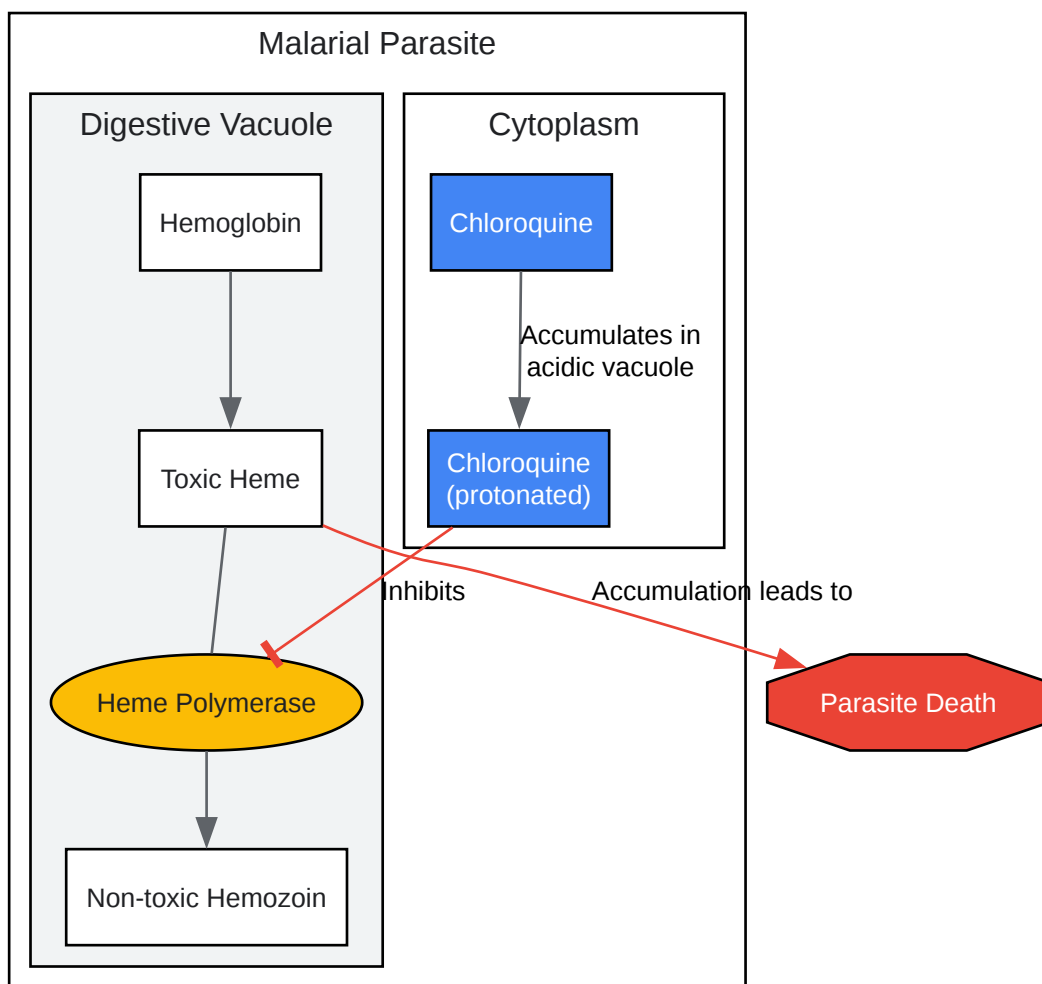 Malarial Parasite
Digestive Vacuole
Cytoplasm
Hemoglobin
Chloroquine
Accumulates in
acidic vacuole
Toxic Heme
Chloroquine
(protonated)
Inhibits
Accumulation leads to
Heme Polymerase
Parasite Death
Non-toxic Hemozoin